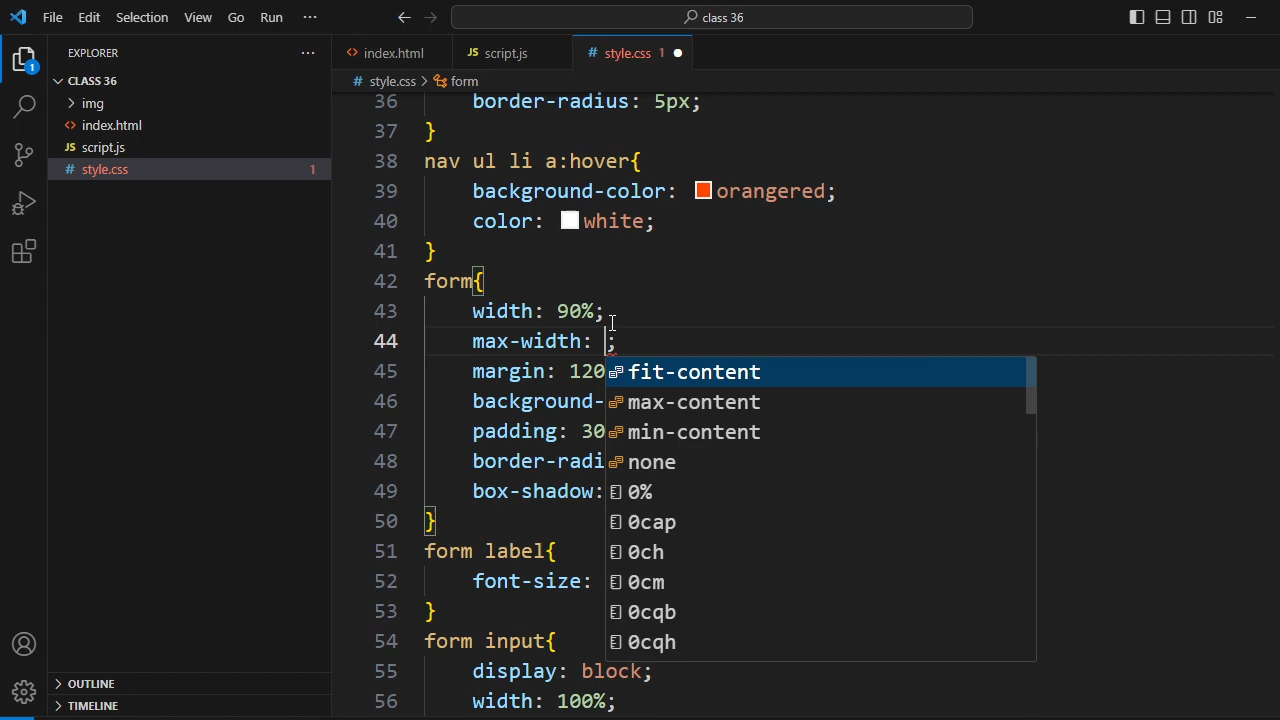 File Edit Selection View Go Run ··· class 36
EXPLORER ···
CLASS 36
img
index.html
JS script.js
# style.css 1
OUTLINE
TIMELINE
1
index.html JS script.js # style.css 1
# style.css > form
36 border-radius: 5px;
37 }
38 nav ul li a:hover{
39 background-color: orangered;
40 color: white;
41 }
42 form{
43 width: 90%;
44 max-width: ;
45 margin: 120
46 background-
47 padding: 30
48 border-radi
49 box-shadow:
50 }
51 form label{
52 font-size:
53 }
54 form input{
55 display: block;
56 width: 100%;
fit-content
max-content
min-content
none
0%
0cap
0ch
0cm
0cqb
0cqh